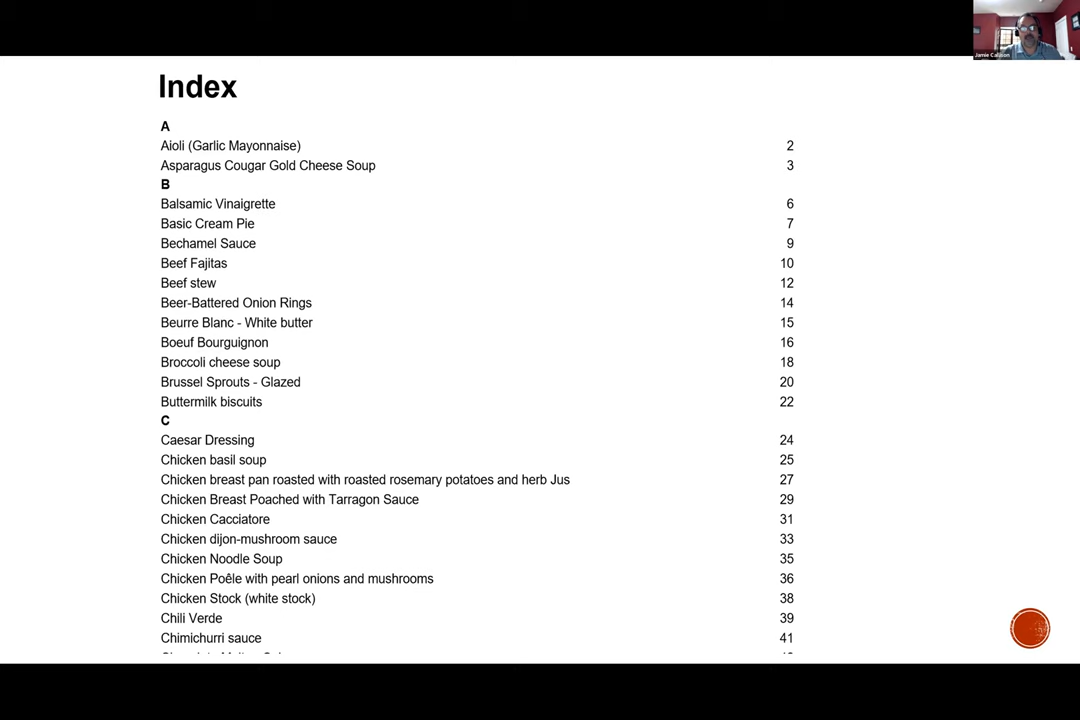 Jamie Callison
Index
A
Aioli (Garlic Mayonnaise) 2
Asparagus Cougar Gold Cheese Soup 3
B
Balsamic Vinaigrette 6
Basic Cream Pie 7
Bechamel Sauce 9
Beef Fajitas 10
Beef stew 12
Beer-Battered Onion Rings 14
Beurre Blanc - White butter 15
Boeuf Bourguignon 16
Broccoli cheese soup 18
Brussel Sprouts - Glazed 20
Buttermilk biscuits 22
C
Caesar Dressing 24
Chicken basil soup 25
Chicken breast pan roasted with roasted rosemary potatoes and herb Jus 27
Chicken Breast Poached with Tarragon Sauce 29
Chicken Cacciatore 31
Chicken dijon-mushroom sauce 33
Chicken Noodle Soup 35
Chicken Poêle with pearl onions and mushrooms 36
Chicken Stock (white stock) 38
Chili Verde 39
Chimichurri sauce 41